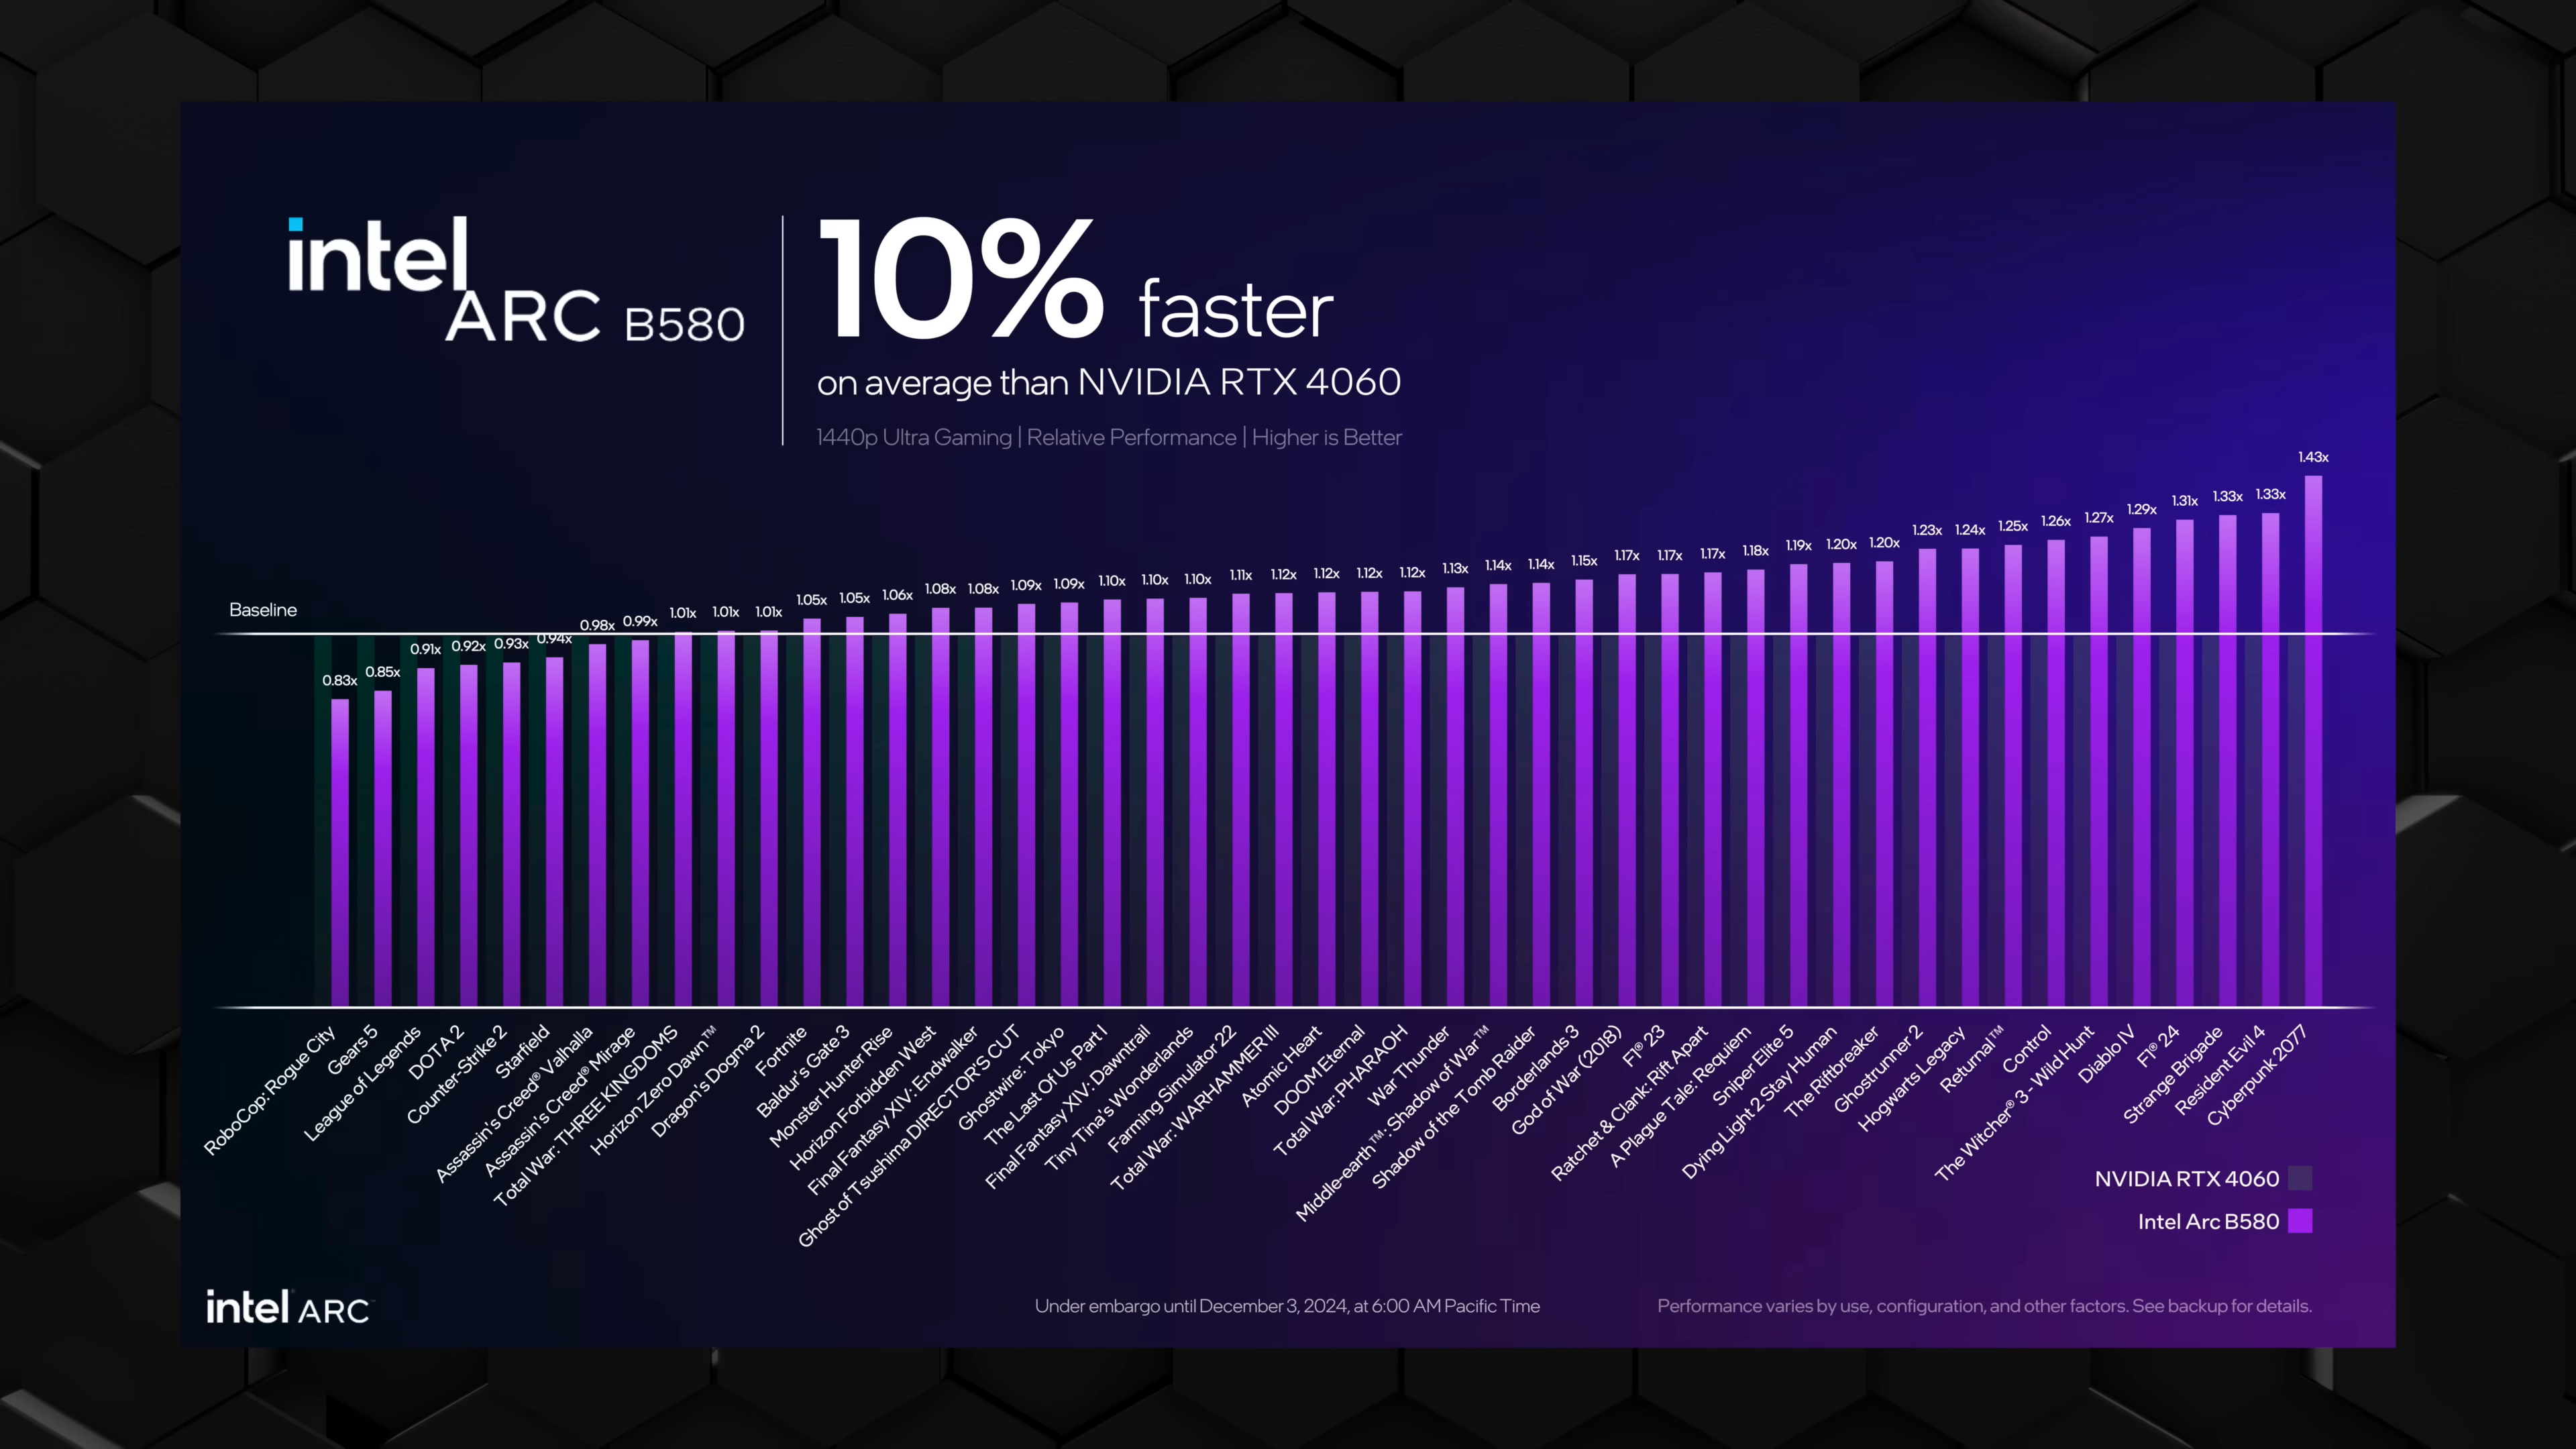 intel
ARC B580
10% faster
on average than NVIDIA RTX 4060
1440p Ultra Gaming | Relative Performance | Higher is Better
Baseline
0.83x
0.85x
0.91x
0.92x
0.93x
0.94x
0.98x
0.99x
1.01x
1.01x
1.01x
1.05x
1.05x
1.06x
1.08x
1.08x
1.09x
1.09x
1.10x
1.10x
1.10x
1.11x
1.12x
1.12x
1.12x
1.12x
1.13x
1.14x
1.14x
1.15x
1.17x
1.17x
1.17x
1.18x
1.19x
1.20x
1.20x
1.23x
1.24x
1.25x
1.26x
1.27x
1.29x
1.31x
1.33x
1.33x
1.43x
RoboCop: Rogue City
Gears 5
League of Legends
DOTA 2
Counter-Strike 2
Starfield
Assassin's Creed® Valhalla
Assassin's Creed® Mirage
Total War: THREE KINGDOMS
Horizon Zero Dawn™
Dragon's Dogma 2
Fortnite
Baldur's Gate 3
Monster Hunter Rise
Horizon Forbidden West
Final Fantasy XIV: Endwalker
Ghost of Tsushima DIRECTOR'S CUT
Ghostwire: Tokyo
The Last Of Us Part I
Final Fantasy XIV: Dawntrail
Tiny Tina's Wonderlands
Farming Simulator 22
Total War: WARHAMMER III
Atomic Heart
DOOM Eternal
Total War: PHARAOH
War Thunder
Middle-earth™: Shadow of War™
Shadow of the Tomb Raider
Borderlands 3
God of War (2018)
F1® 23
Ratchet & Clank: Rift Apart
A Plague Tale: Requiem
Sniper Elite 5
Dying Light 2 Stay Human
The Riftbreaker
Ghostrunner 2
Hogwarts Legacy
Returnal™
Control
The Witcher® 3 - Wild Hunt
Diablo IV
F1® 24
Strange Brigade
Resident Evil 4
Cyberpunk 2077
NVIDIA RTX 4060
Intel Arc B580
intel ARC
Under embargo until December 3, 2024, at 6:00 AM Pacific Time
Performance varies by use, configuration, and other factors. See backup for details.